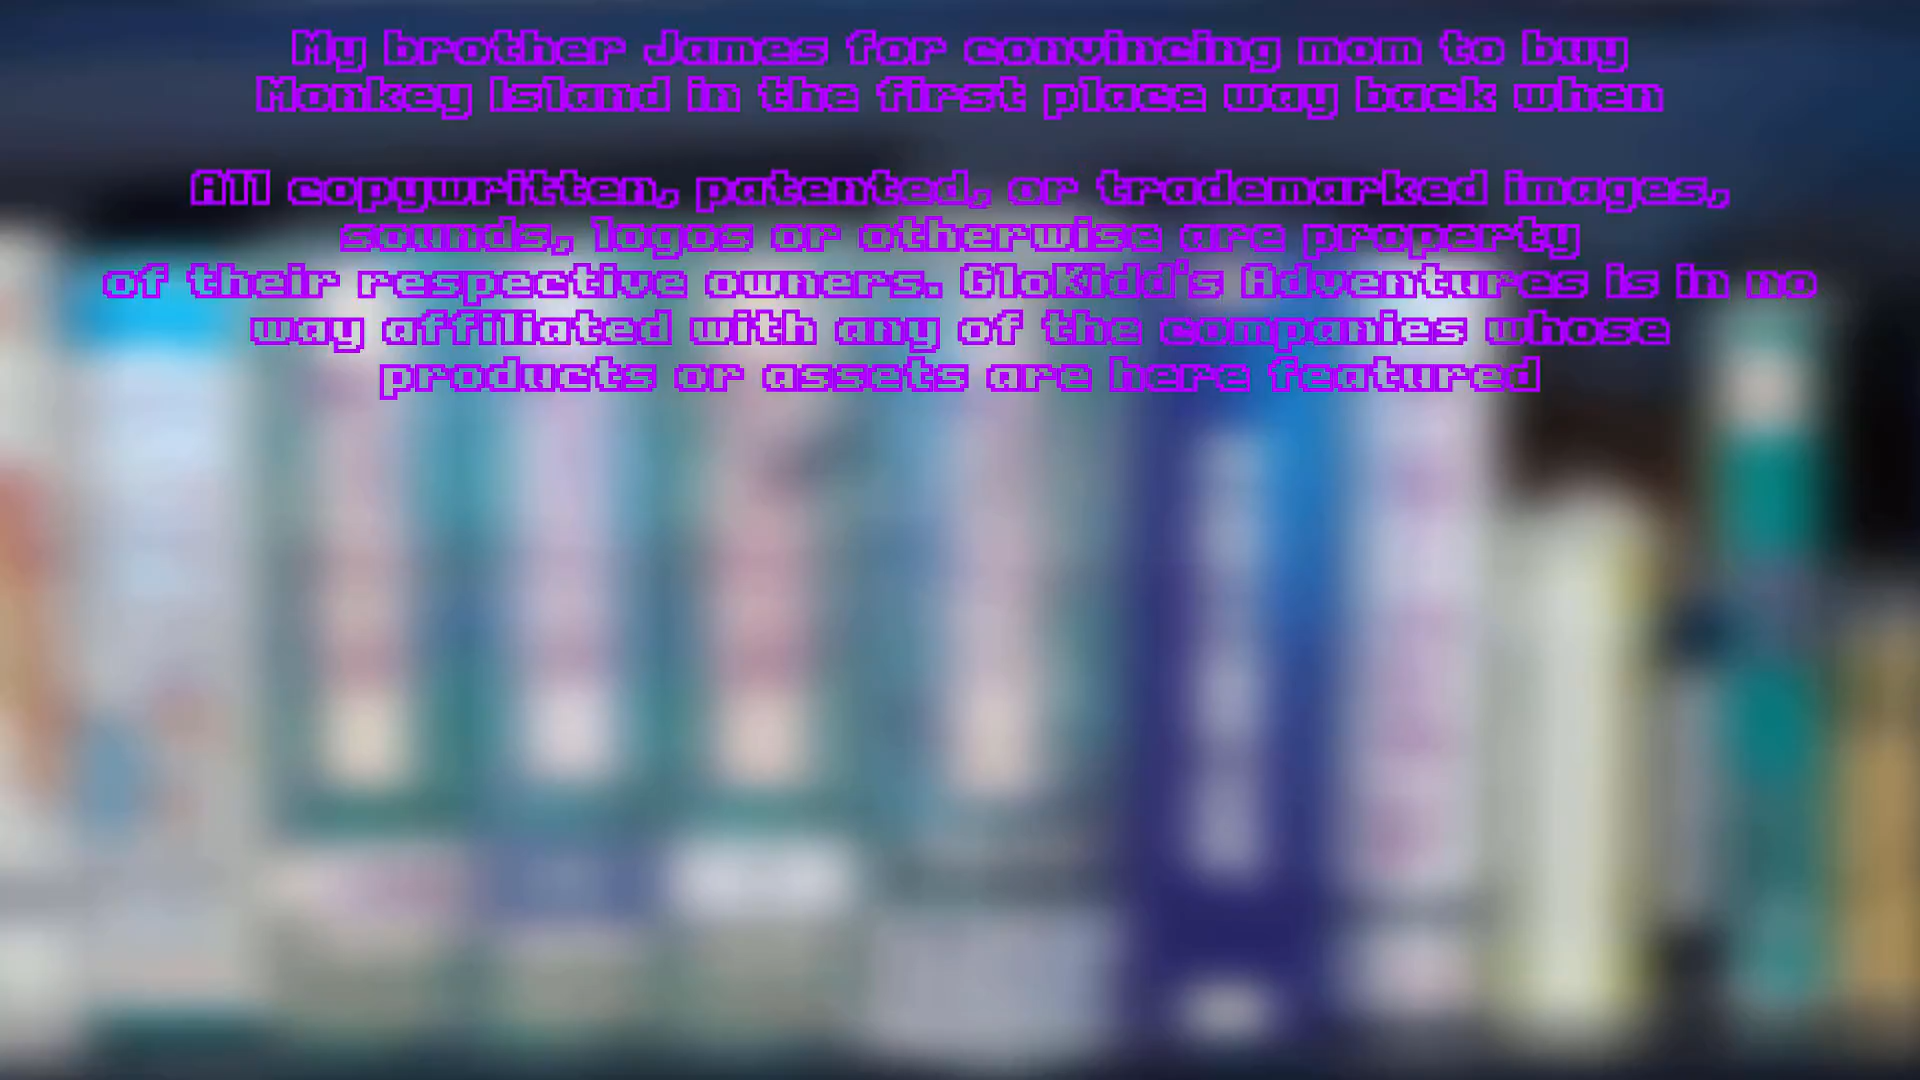 My brother James for convincing mom to buy
Monkey Island in the first place way back when
All copywritten, patented, or trademarked images,
sounds, logos or otherwise are property
of their respective owners. GloKidd's Adventures is in no
way affiliated with any of the companies whose
products or assets are here featured